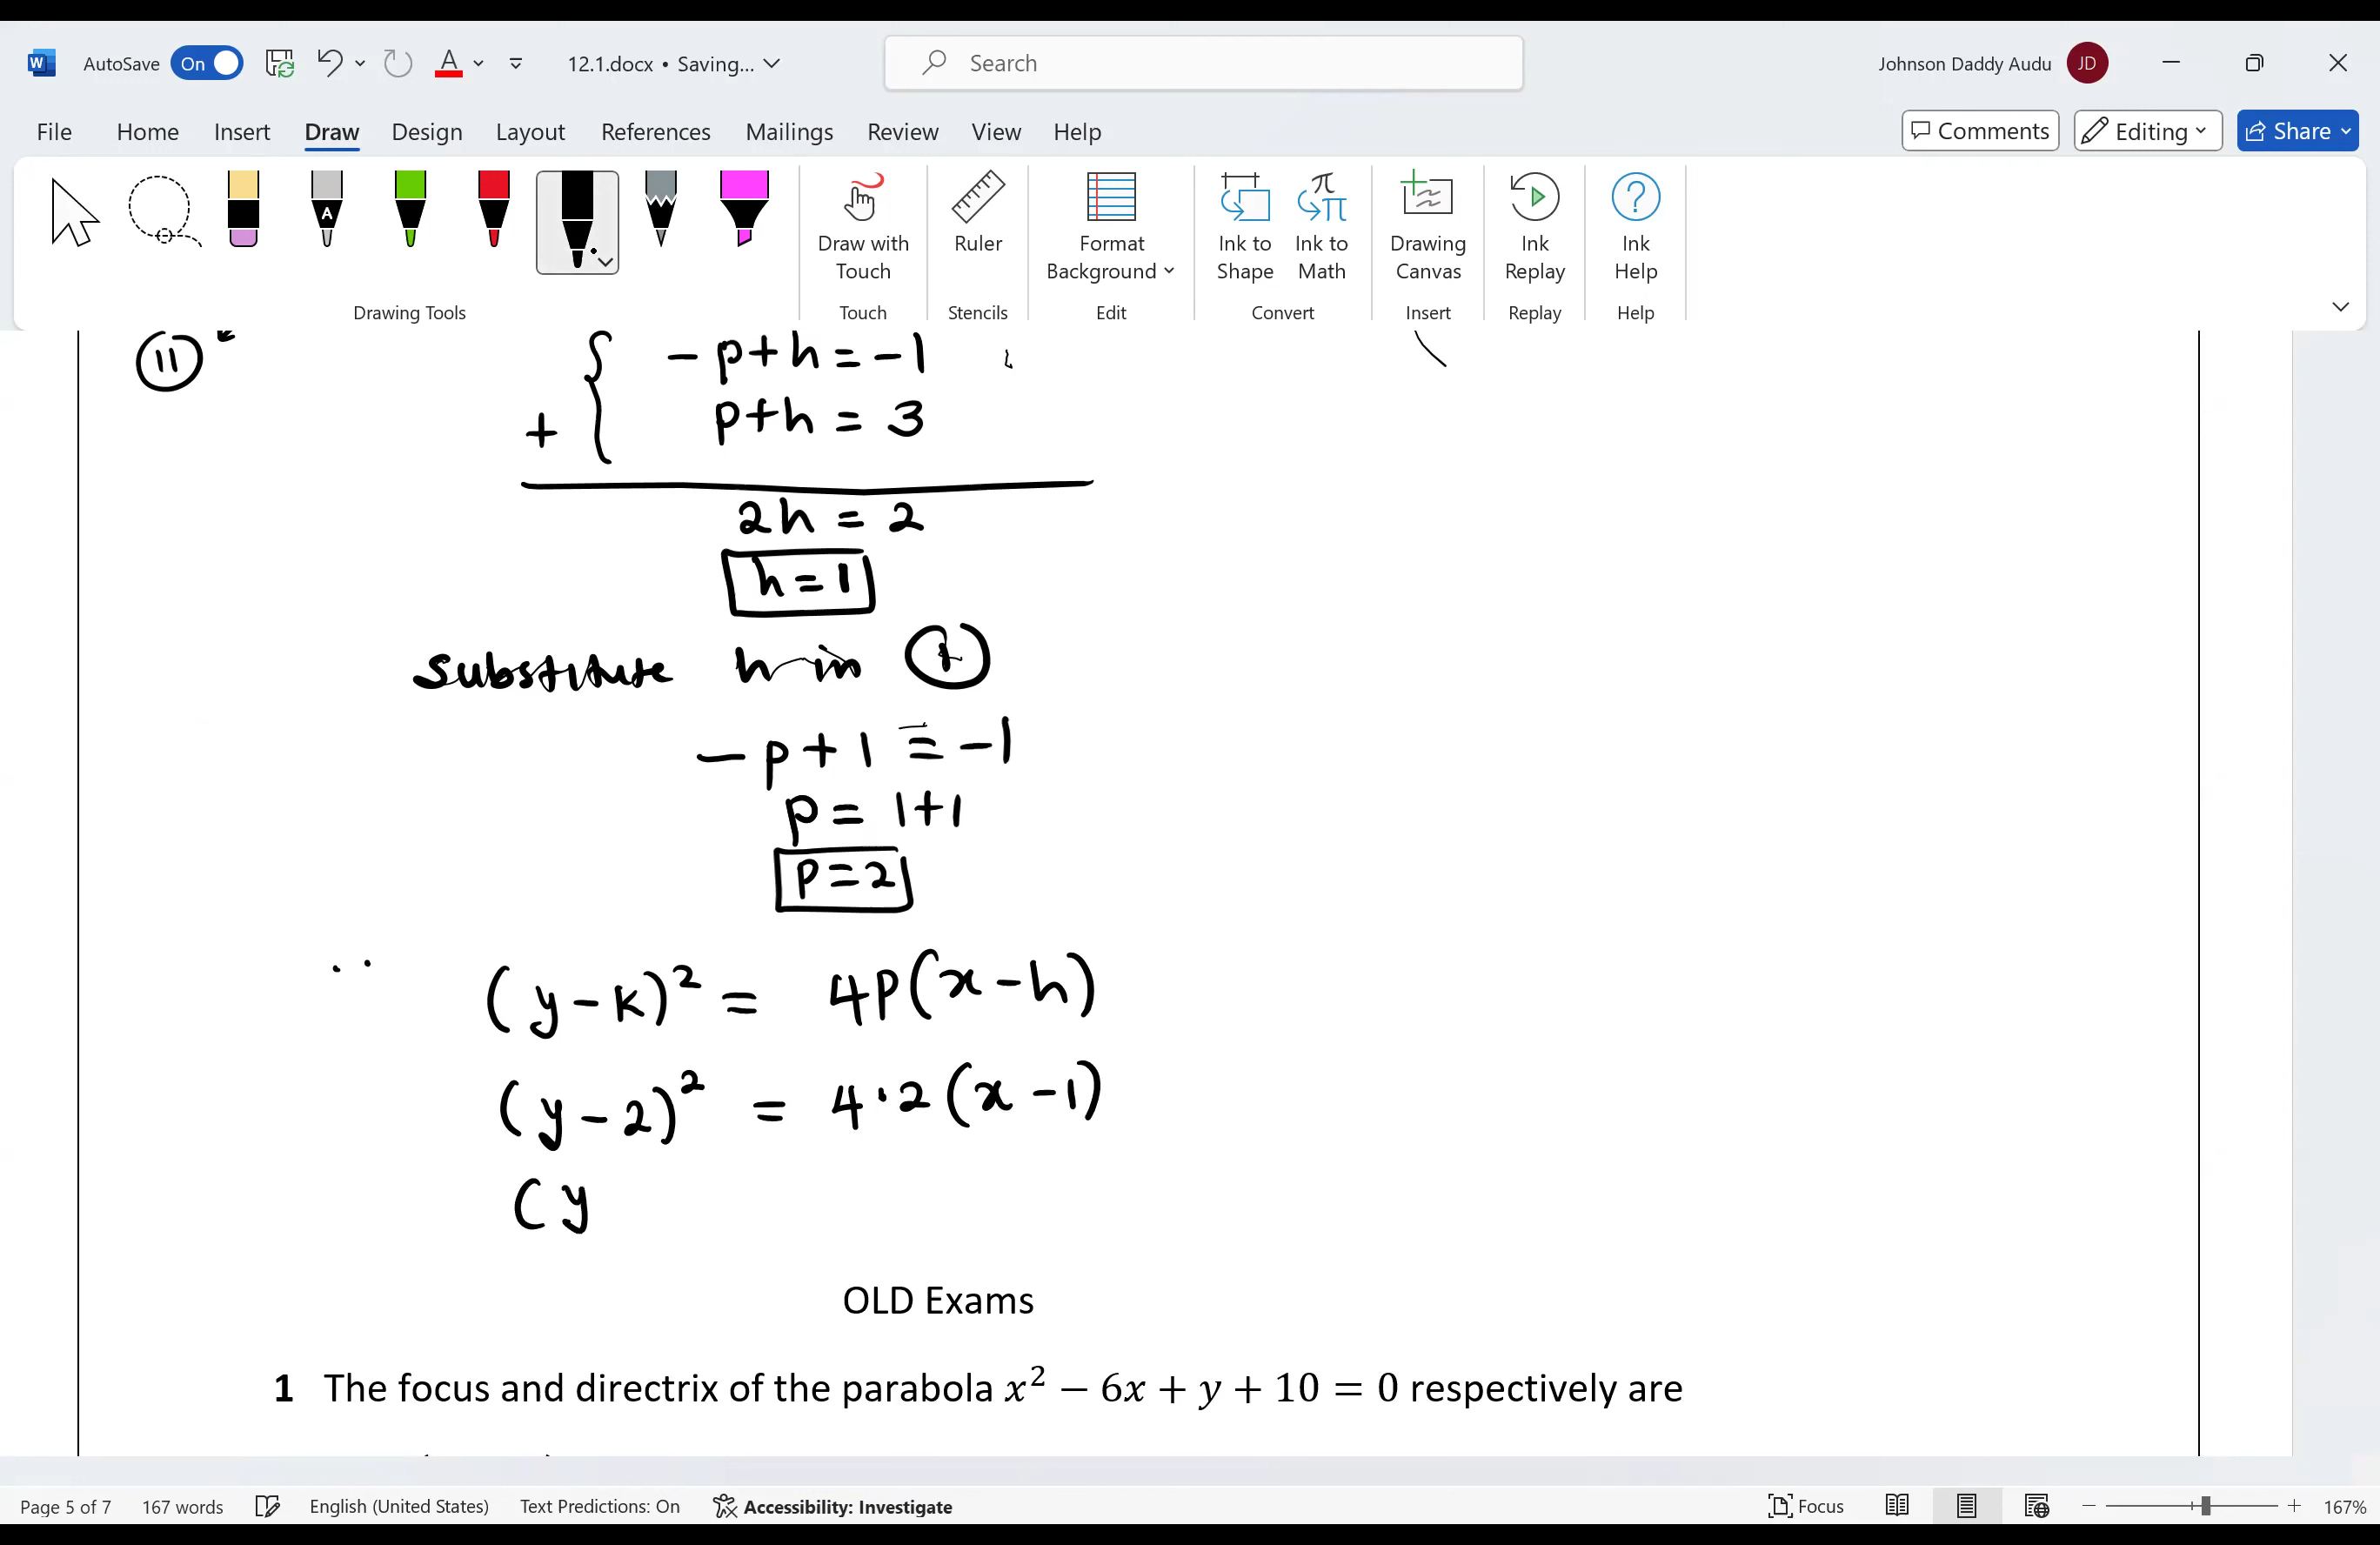 AutoSave On 12.1.docx • Saving... Search Johnson Daddy Audu JD
File Home Insert Draw Design Layout References Mailings Review View Help Comments Editing Share
Draw with Touch Ruler Format Background Ink to Shape Ink to Math Drawing Canvas Ink Replay Ink Help
Drawing Tools Touch Stencils Edit Convert Insert Replay Help
(11)
-p+h=-1
+ { p+h = 3
2h = 2
h=1
substitute h in
-p+1 = -1
p= 1+1
p=2
(y-k)² = 4p(x-h)
(y-2)² = 4·2(x-1)
(y
OLD Exams
1 The focus and directrix of the parabola x² − 6x + y + 10 = 0 respectively are
Page 5 of 7 167 words English (United States) Text Predictions: On Accessibility: Investigate Focus 167%